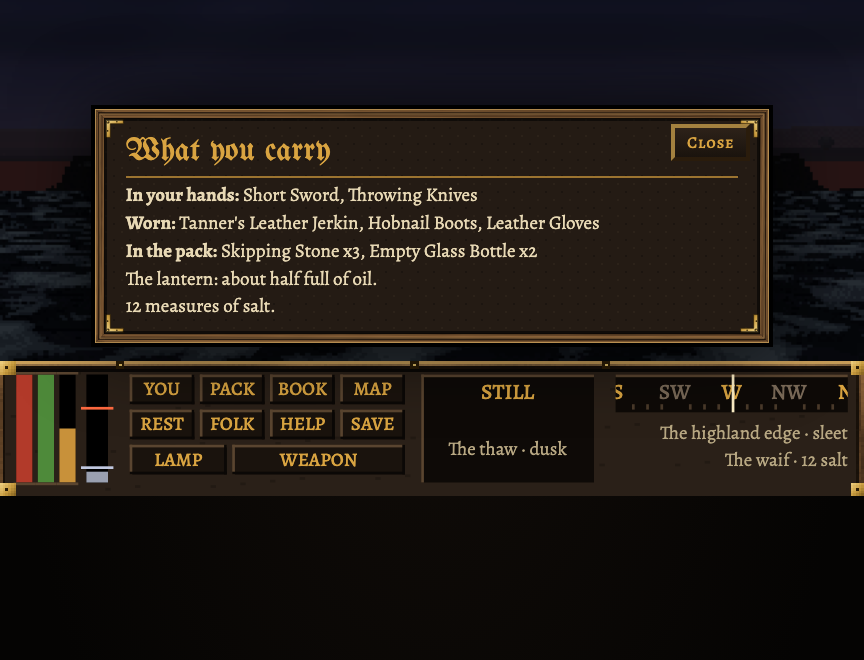 What you carry
Close
In your hands: Short Sword, Throwing Knives
Worn: Tanner's Leather Jerkin, Hobnail Boots, Leather Gloves
In the pack: Skipping Stone x3, Empty Glass Bottle x2
The lantern: about half full of oil.
12 measures of salt.
YOU PACK BOOK MAP
REST FOLK HELP SAVE
LAMP WEAPON
STILL
The thaw · dusk
S SW W NW N
The highland edge · sleet
The waif · 12 salt